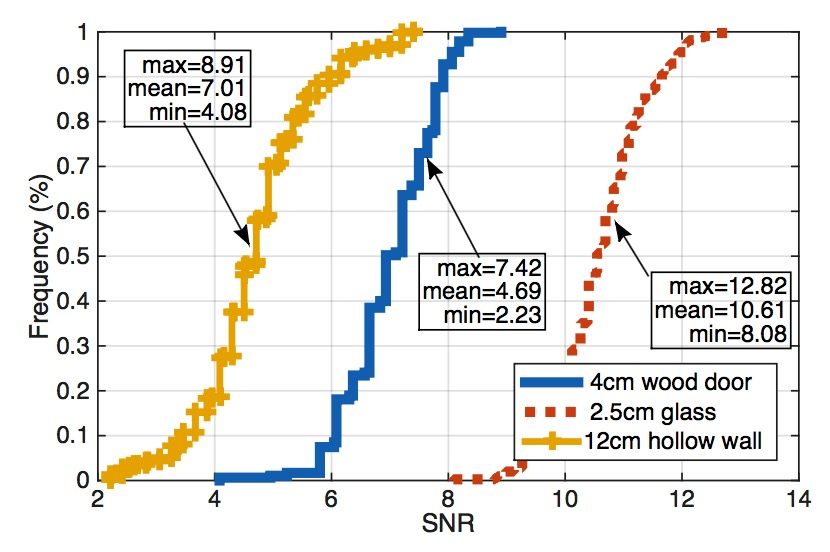 1
0.9
0.8
0.7
0.6
0.5
0.4
0.3
0.2
0.1
0
Frequency (%)
max=8.91
mean=7.01
min=4.08
max=7.42
mean=4.69
min=2.23
max=12.82
mean=10.61
min=8.08
4cm wood door
2.5cm glass
12cm hollow wall
2 4 6 8 10 12 14
SNR